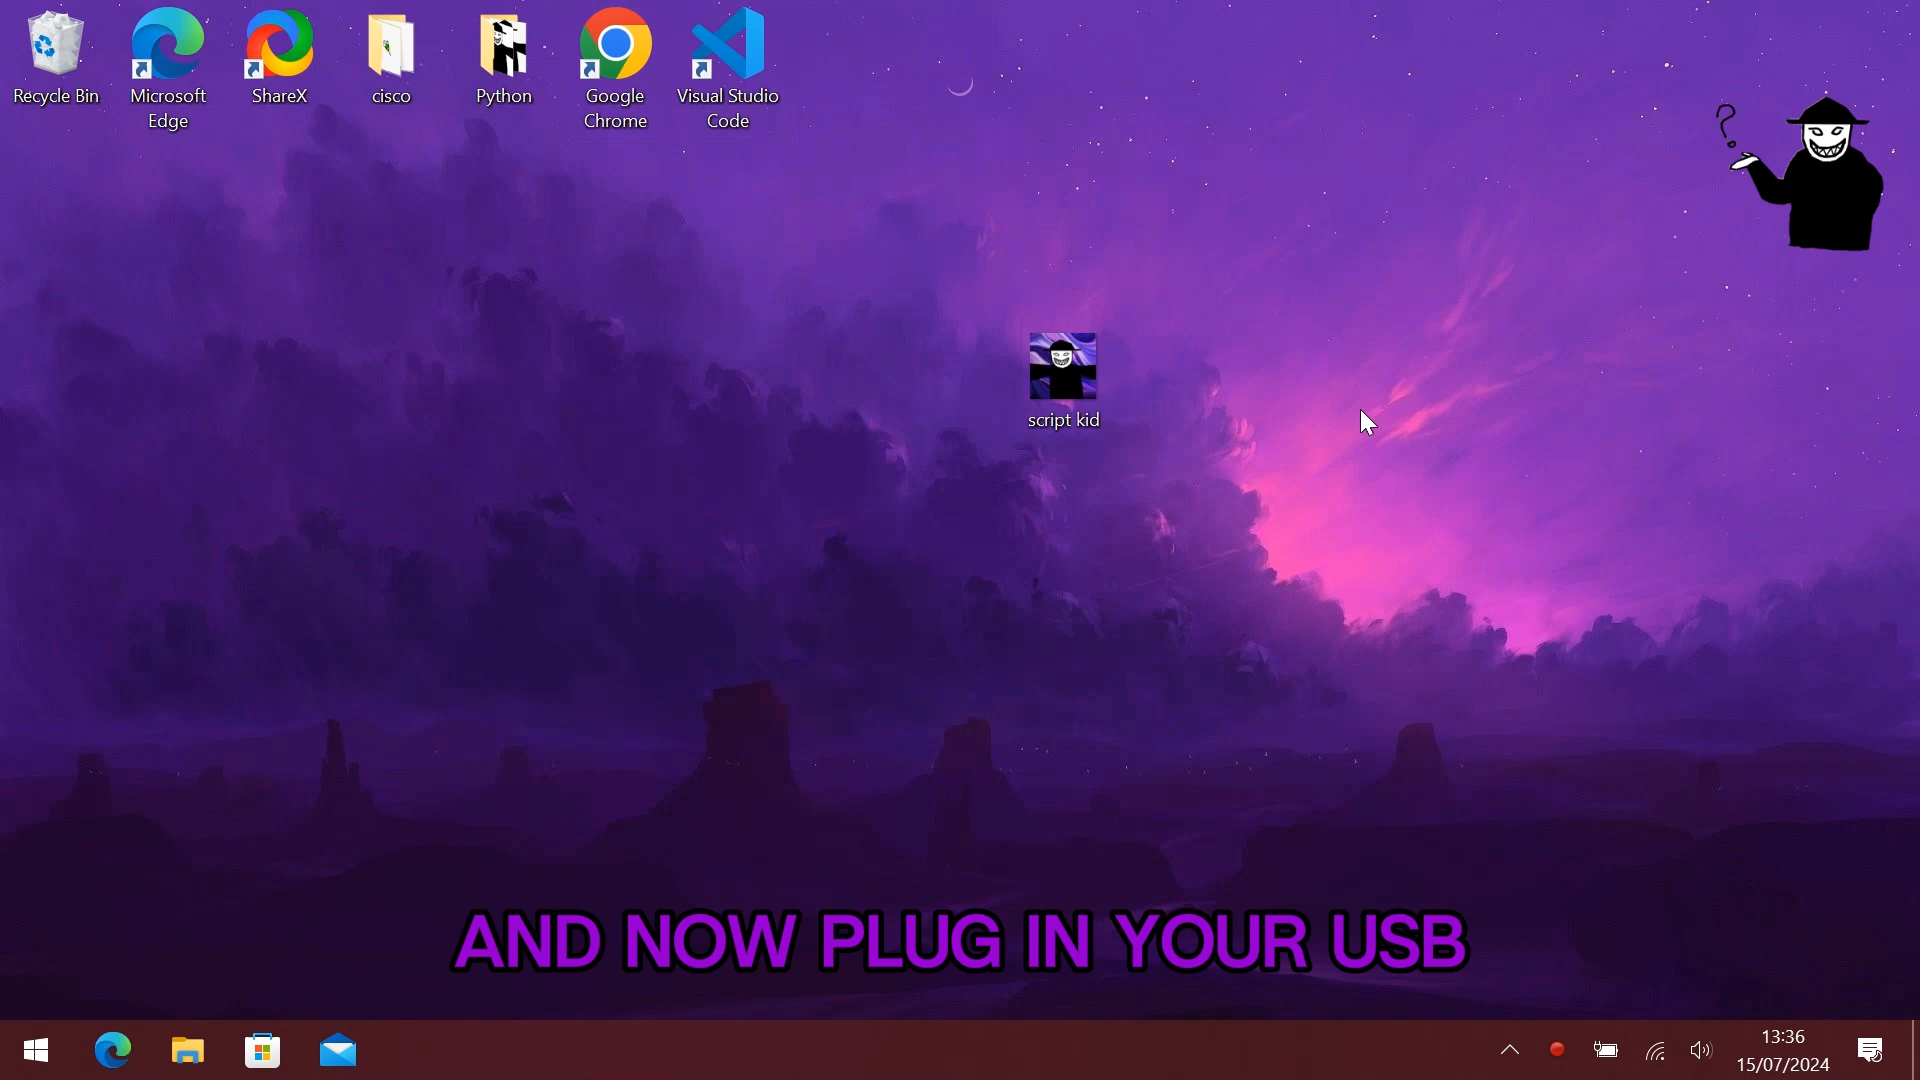 Recycle Bin
Microsoft Edge
ShareX
cisco
Python
Google Chrome
Visual Studio Code
?
script kid
AND NOW PLUG IN YOUR USB
13:36
15/07/2024